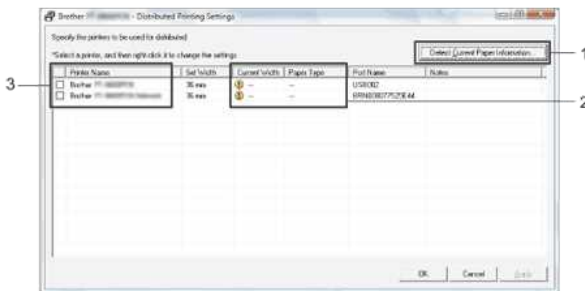 Brother - Distributed Printing Settings
Specify the printers to be used for distributed
*Select a printer, and then right-click it to change the settings.
Detect Current Paper Information... 1
Printer Name Set Width Current Width Paper Type Port Name Notes
3 Brother 36 mm -- -- USB002
Brother 36 mm -- --
2
OK Cancel Apply